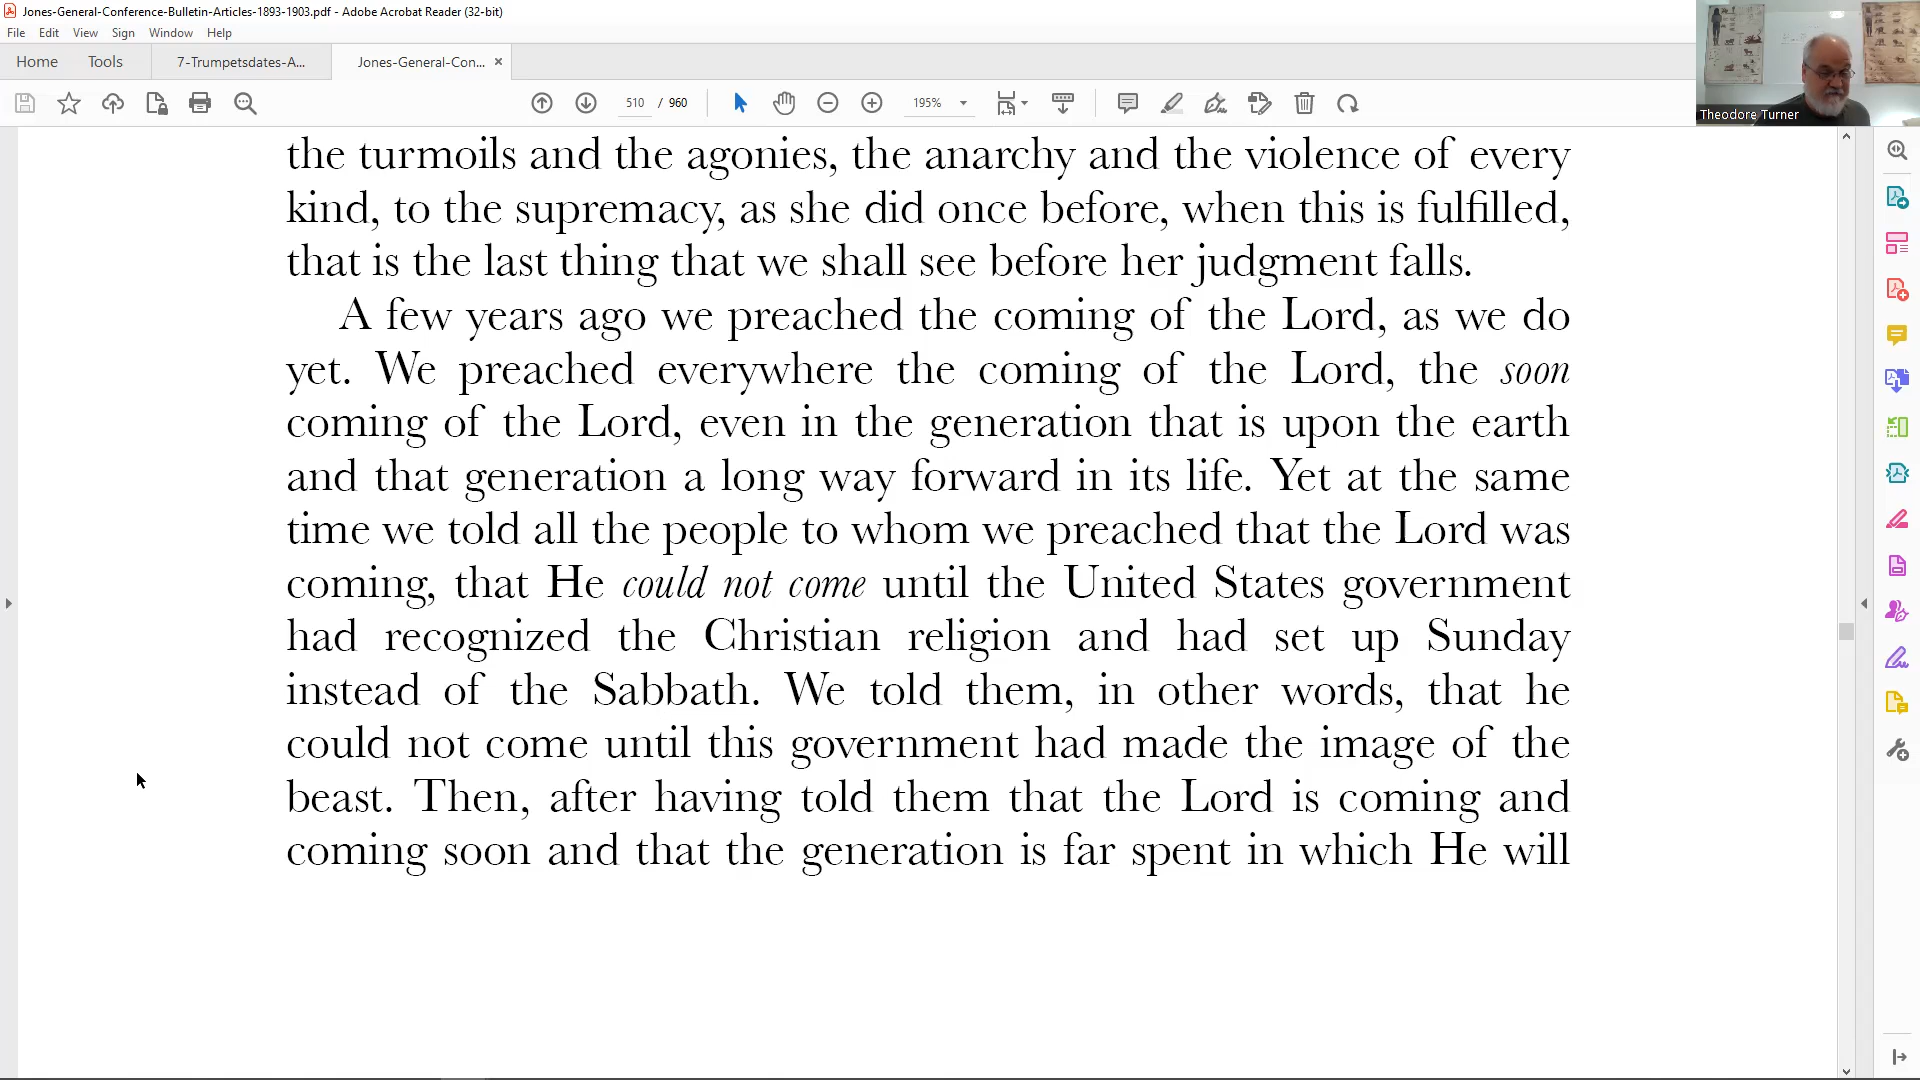 Jones-General-Conference-Bulletin-Articles-1893-1903.pdf - Adobe Acrobat Reader (32-bit)
File Edit View Sign Window Help
Home Tools 7-Trumpetsdates-A... Jones-General-Con... ×
510 / 960 195%
Theodore Turner
the turmoils and the agonies, the anarchy and the violence of every
kind, to the supremacy, as she did once before, when this is fulfilled,
that is the last thing that we shall see before her judgment falls.
A few years ago we preached the coming of the Lord, as we do
yet. We preached everywhere the coming of the Lord, the soon
coming of the Lord, even in the generation that is upon the earth
and that generation a long way forward in its life. Yet at the same
time we told all the people to whom we preached that the Lord was
coming, that He could not come until the United States government
had recognized the Christian religion and had set up Sunday
instead of the Sabbath. We told them, in other words, that he
could not come until this government had made the image of the
beast. Then, after having told them that the Lord is coming and
coming soon and that the generation is far spent in which He will